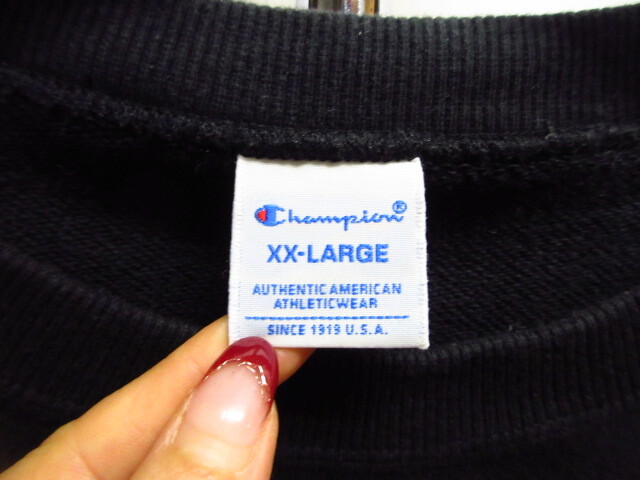 Champion®
XX-LARGE
AUTHENTIC AMERICAN
ATHLETICWEAR
SINCE 1919 U.S.A.